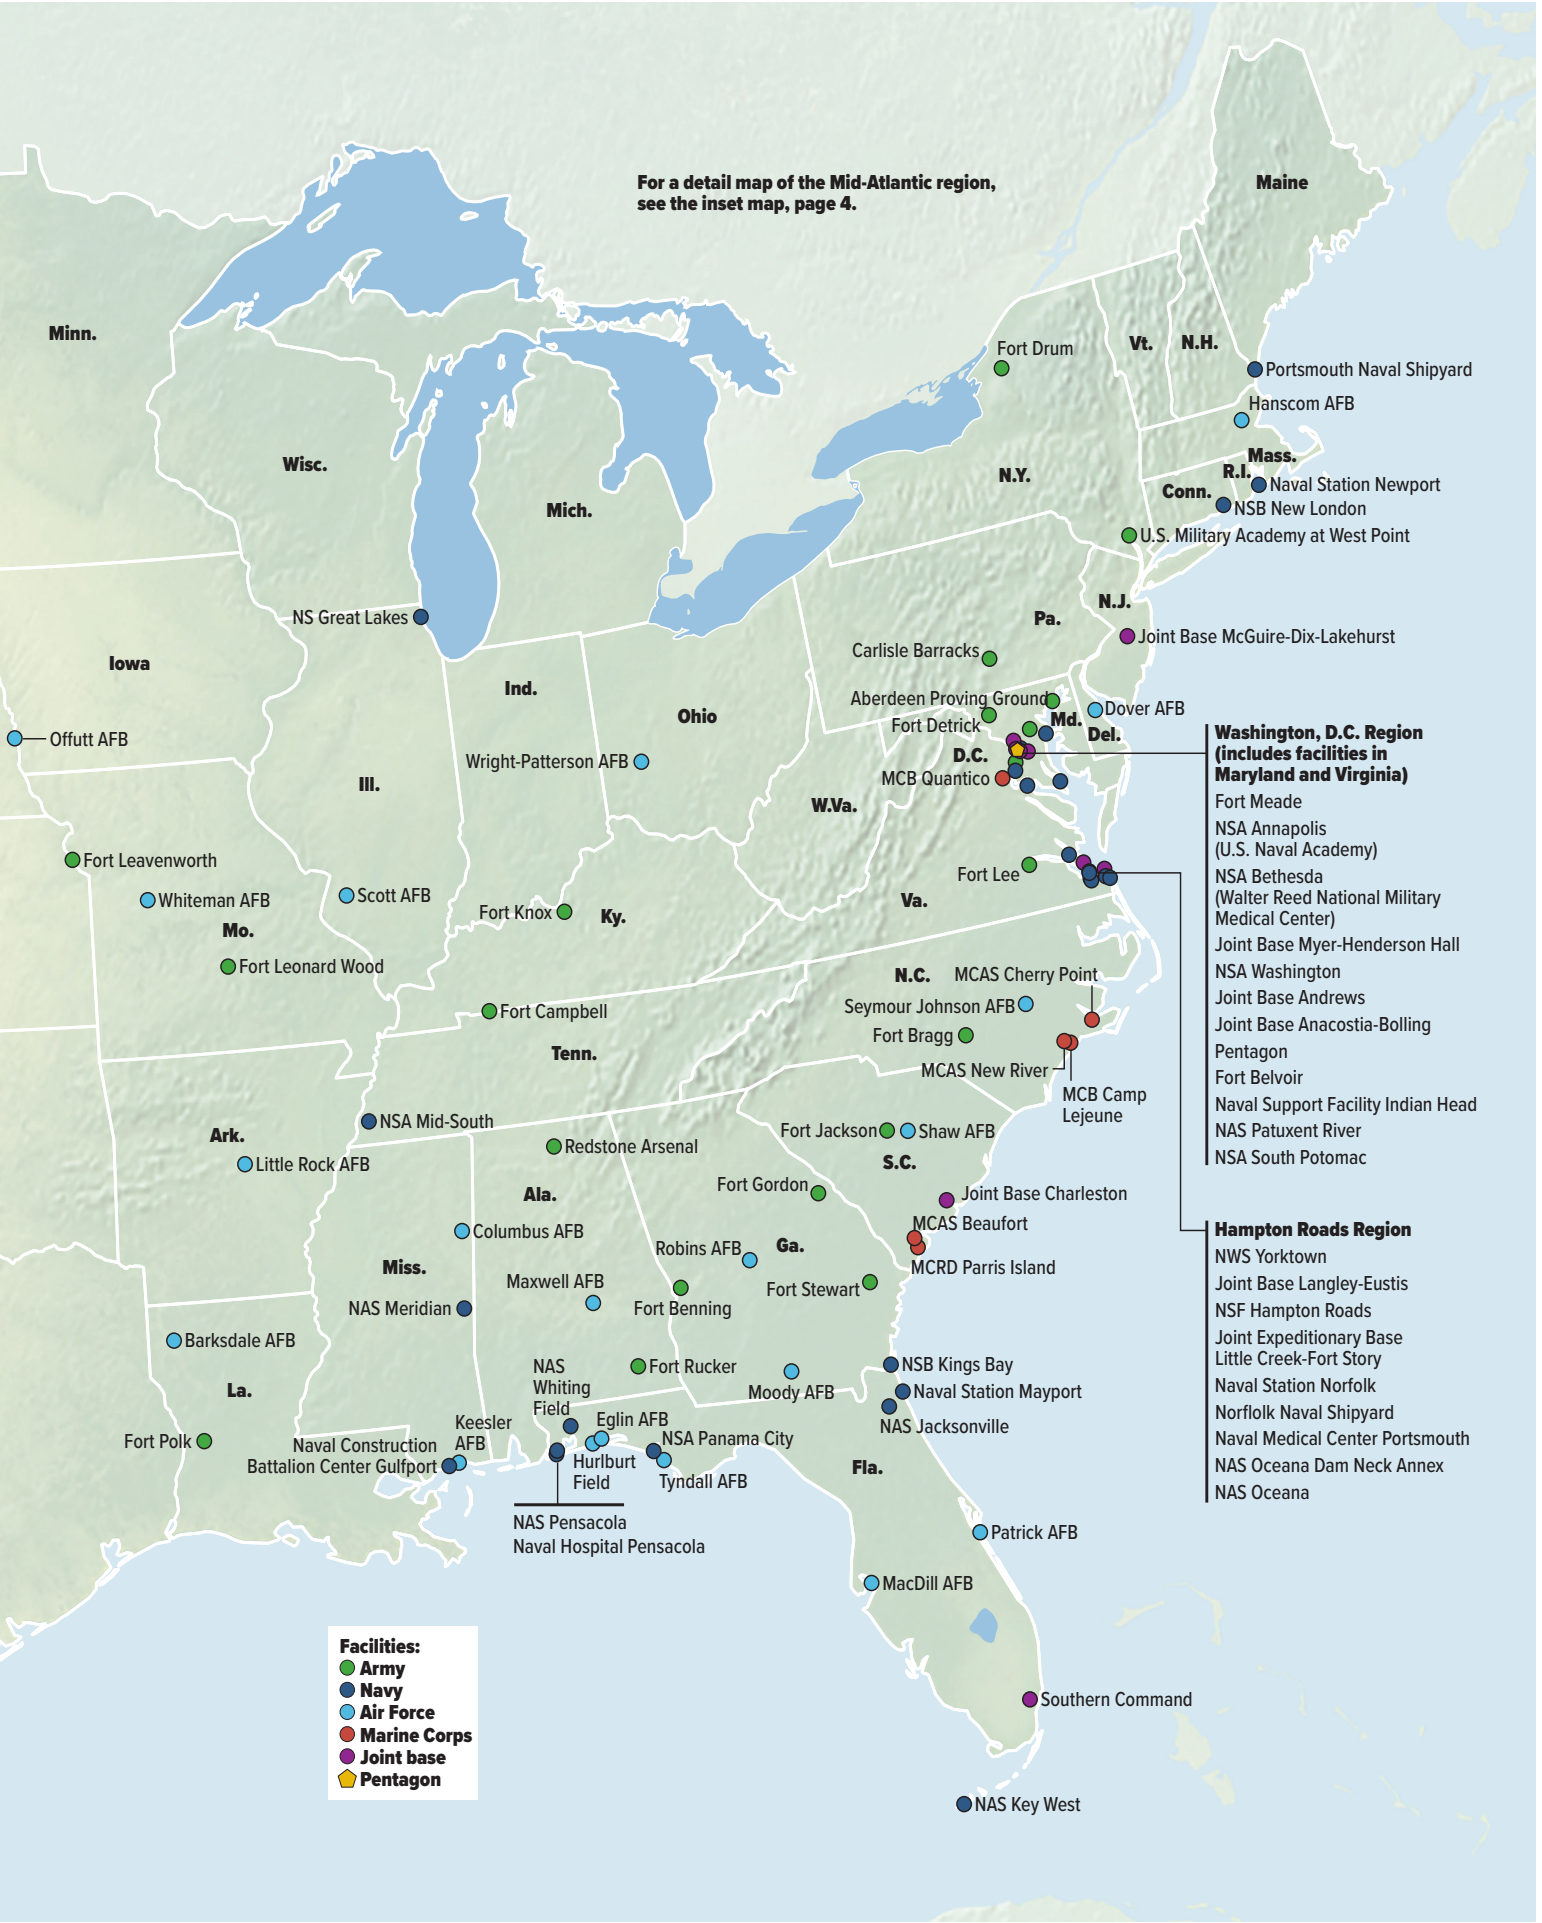 For a detail map of the Mid-Atlantic region,
see the inset map, page 4.
Maine
Minn.
Fort Drum
Vt.
N.H.
Portsmouth Naval Shipyard
Hanscom AFB
Wisc.
Mass.
R.I.
N.Y.
Naval Station Newport
Conn.
Mich.
NSB New London
U.S. Military Academy at West Point
N.J.
NS Great Lakes
Pa.
Joint Base McGuire-Dix-Lakehurst
Carlisle Barracks
Iowa
Ind.
Aberdeen Proving Ground
Dover AFB
Ohio
Md.
Fort Detrick
Del.
Offutt AFB
D.C.
Wright-Patterson AFB
MCB Quantico
Ill.
W.Va.
Washington, D.C. Region
(includes facilities in
Maryland and Virginia)
Fort Meade
NSA Annapolis
(U.S. Naval Academy)
NSA Bethesda
(Walter Reed National Military
Medical Center)
Joint Base Myer-Henderson Hall
NSA Washington
Joint Base Andrews
Joint Base Anacostia-Bolling
Pentagon
Fort Belvoir
Naval Support Facility Indian Head
NAS Patuxent River
NSA South Potomac
Fort Leavenworth
Fort Lee
Whiteman AFB
Scott AFB
Va.
Fort Knox
Ky.
Mo.
Fort Leonard Wood
N.C.
MCAS Cherry Point
Seymour Johnson AFB
Fort Campbell
Fort Bragg
Tenn.
MCAS New River
MCB Camp
Lejeune
NSA Mid-South
Ark.
Redstone Arsenal
Fort Jackson
Shaw AFB
Little Rock AFB
S.C.
Fort Gordon
Ala.
Joint Base Charleston
MCAS Beaufort
Columbus AFB
Robins AFB
Ga.
Miss.
MCRD Parris Island
Maxwell AFB
Fort Stewart
NAS Meridian
Fort Benning
Hampton Roads Region
NWS Yorktown
Joint Base Langley-Eustis
NSF Hampton Roads
Joint Expeditionary Base
Little Creek-Fort Story
Naval Station Norfolk
Norflolk Naval Shipyard
Naval Medical Center Portsmouth
NAS Oceana Dam Neck Annex
NAS Oceana
Barksdale AFB
NAS
Whiting
Field
Fort Rucker
NSB Kings Bay
La.
Moody AFB
Naval Station Mayport
Keesler
AFB
Eglin AFB
NAS Jacksonville
Fort Polk
Naval Construction
Battalion Center Gulfport
NSA Panama City
Hurlburt
Field
Fla.
Tyndall AFB
NAS Pensacola
Naval Hospital Pensacola
Patrick AFB
MacDill AFB
Facilities:
Army
Navy
Air Force
Marine Corps
Joint base
Pentagon
Southern Command
NAS Key West